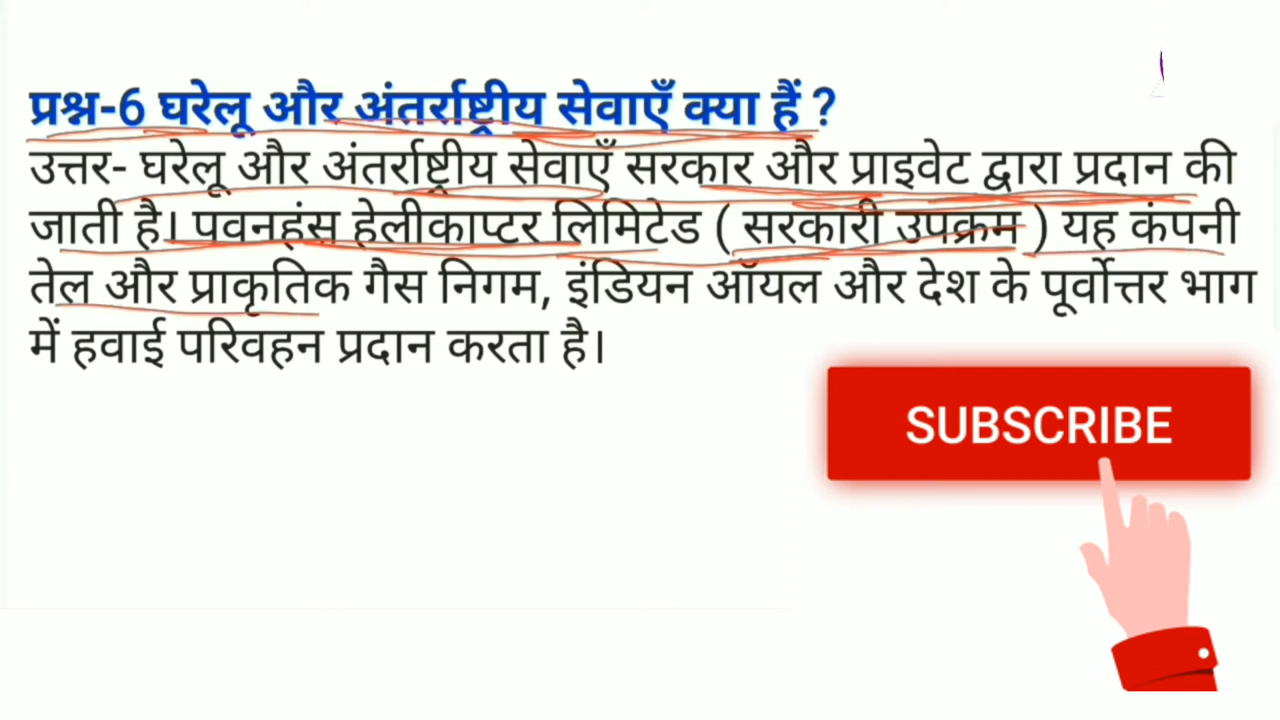 प्रश्न-6 घरेलू और अंतर्राष्ट्रीय सेवाएँ क्या हैं ?
उत्तर- घरेलू और अंतर्राष्ट्रीय सेवाएँ सरकार और प्राइवेट द्वारा प्रदान की
जाती है। पवनहंस हेलीकाप्टर लिमिटेड ( सरकारी उपक्रम ) यह कंपनी
तेल और प्राकृतिक गैस निगम, इंडियन ऑयल और देश के पूर्वोत्तर भाग
में हवाई परिवहन प्रदान करता है।
SUBSCRIBE